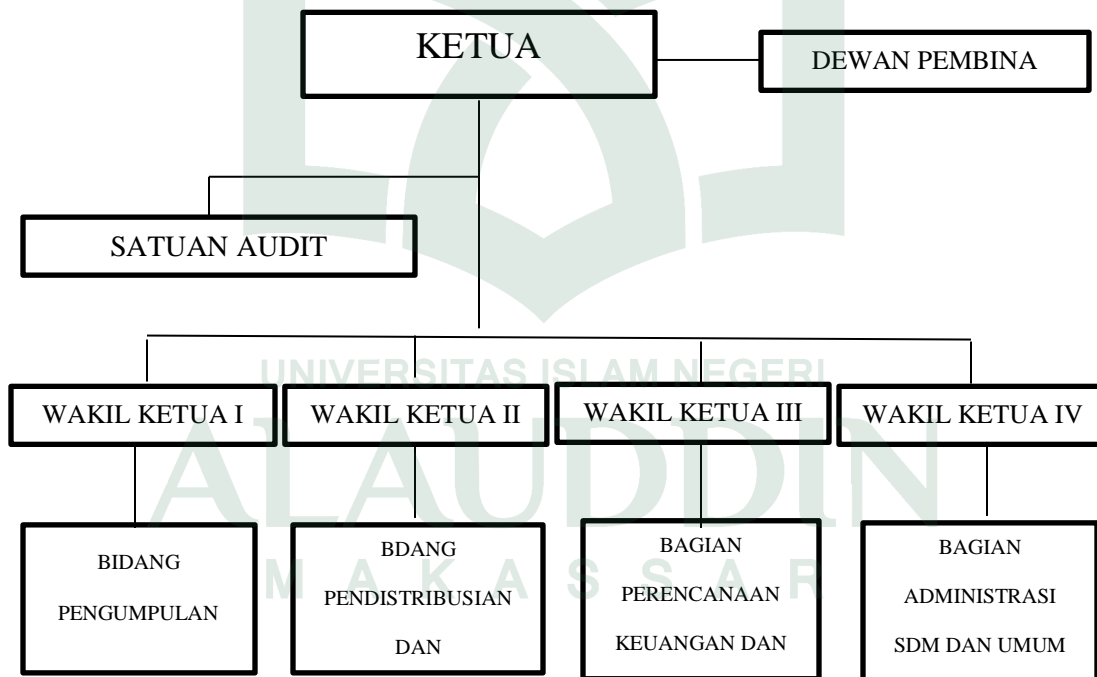 KETUA
DEWAN PEMBINA
SATUAN AUDIT
UNIVERSITAS ISLAM NEGERI
WAKIL KETUA I
WAKIL KETUA II
WAKIL KETUA III
WAKIL KETUA IV
ALAUDDIN
MAKASSAR
BIDANG
PENGUMPULAN
BDANG
PENDISTRIBUSIAN
DAN
BAGIAN
PERENCANAAN
KEUANGAN DAN
BAGIAN
ADMINISTRASI
SDM DAN UMUM